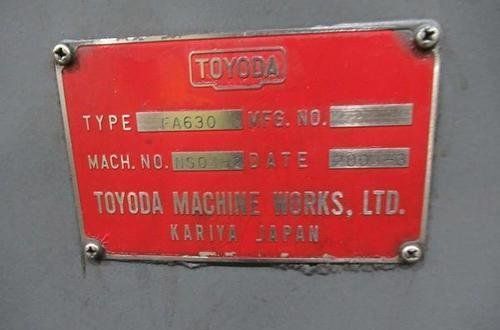 TOYODA
TYPE FA630 MFG. NO.
MACH. NO. DATE
TOYODA MACHINE WORKS, LTD.
KARIYA JAPAN